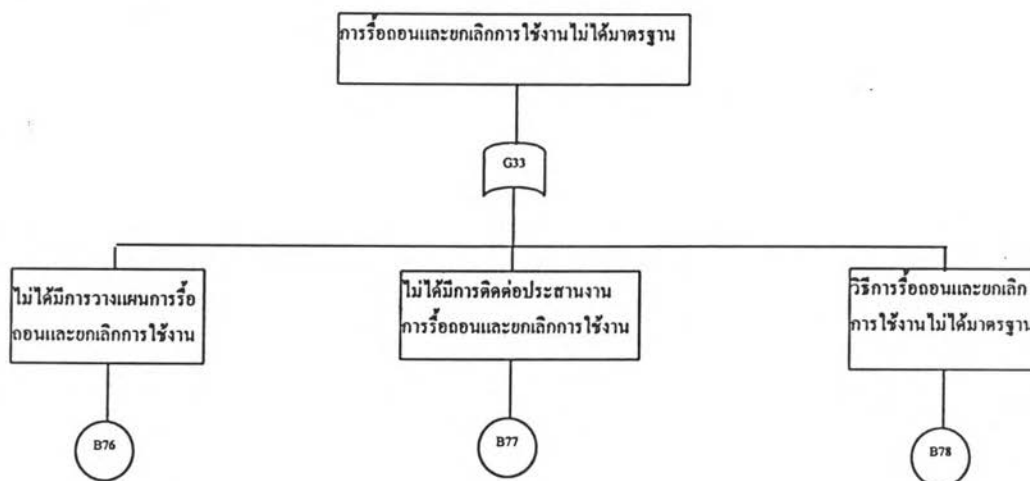 การรื้อถอนและยกเลิกการใช้งานไม่ได้มาตรฐาน
G33
ไม่ได้มีการวางแผนการรื้อ
ถอนและยกเลิกการใช้งาน
ไม่ได้มีการติดต่อประสานงาน
การรื้อถอนและยกเลิกการใช้งาน
วิธีการรื้อถอนและยกเลิก
การใช้งานไม่ได้มาตรฐาน
B76
B77
B78